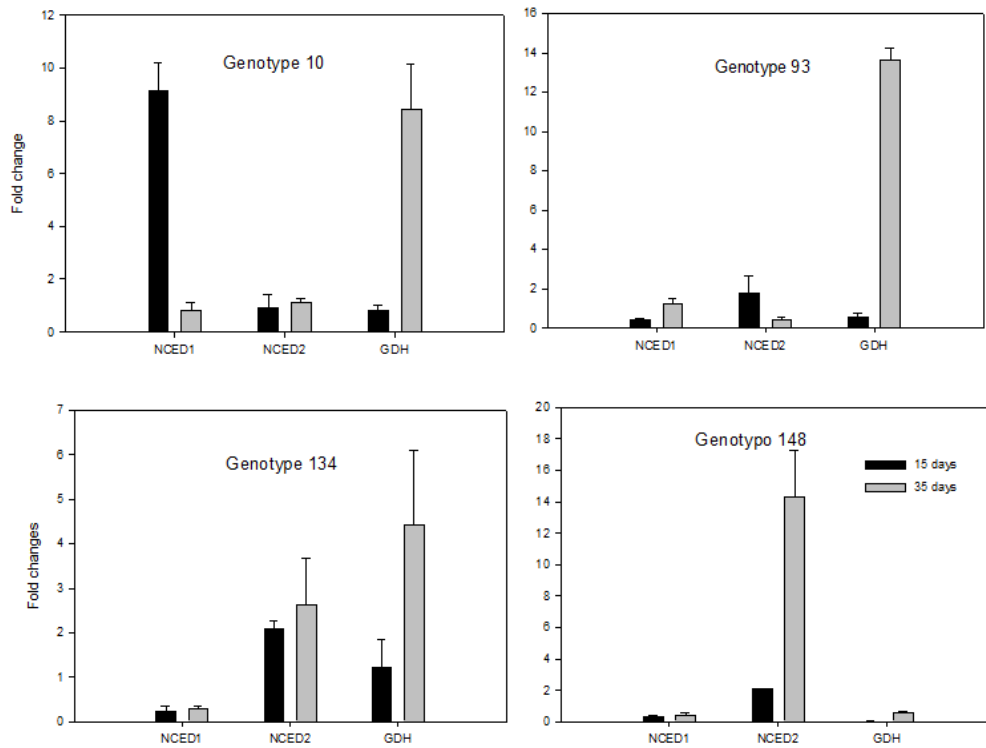 12
10
8
6
4
2
0
Fold change
Genotype 10
NCED1 NCED2 GDH
16
14
12
10
8
6
4
2
0
Genotype 93
NCED1 NCED2 GDH
7
6
5
4
3
2
1
0
Fold changes
Genotype 134
NCED1 NCED2 GDH
20
18
16
14
12
10
8
6
4
2
0
Genotypo 148
15 days
35 days
NCED1 NCED2 GDH